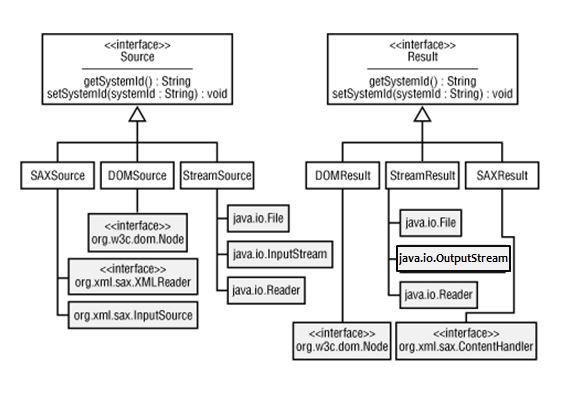 <<interface>>
Source
getSystemId() : String
setSystemId(systemId : String) : void
<<interface>>
Result
getSystemId() : String
setSystemId(systemId : String) : void
SAXSource
DOMSource
StreamSource
DOMResult
StreamResult
SAXResult
<<interface>>
org.w3c.dom.Node
java.io.File
java.io.InputStream
java.io.Reader
<<interface>>
org.xml.sax.XMLReader
org.xml.sax.InputSource
java.io.File
java.io.OutputStream
java.io.Reader
<<interface>>
org.w3c.dom.Node
<<interface>>
org.xml.sax.ContentHandler